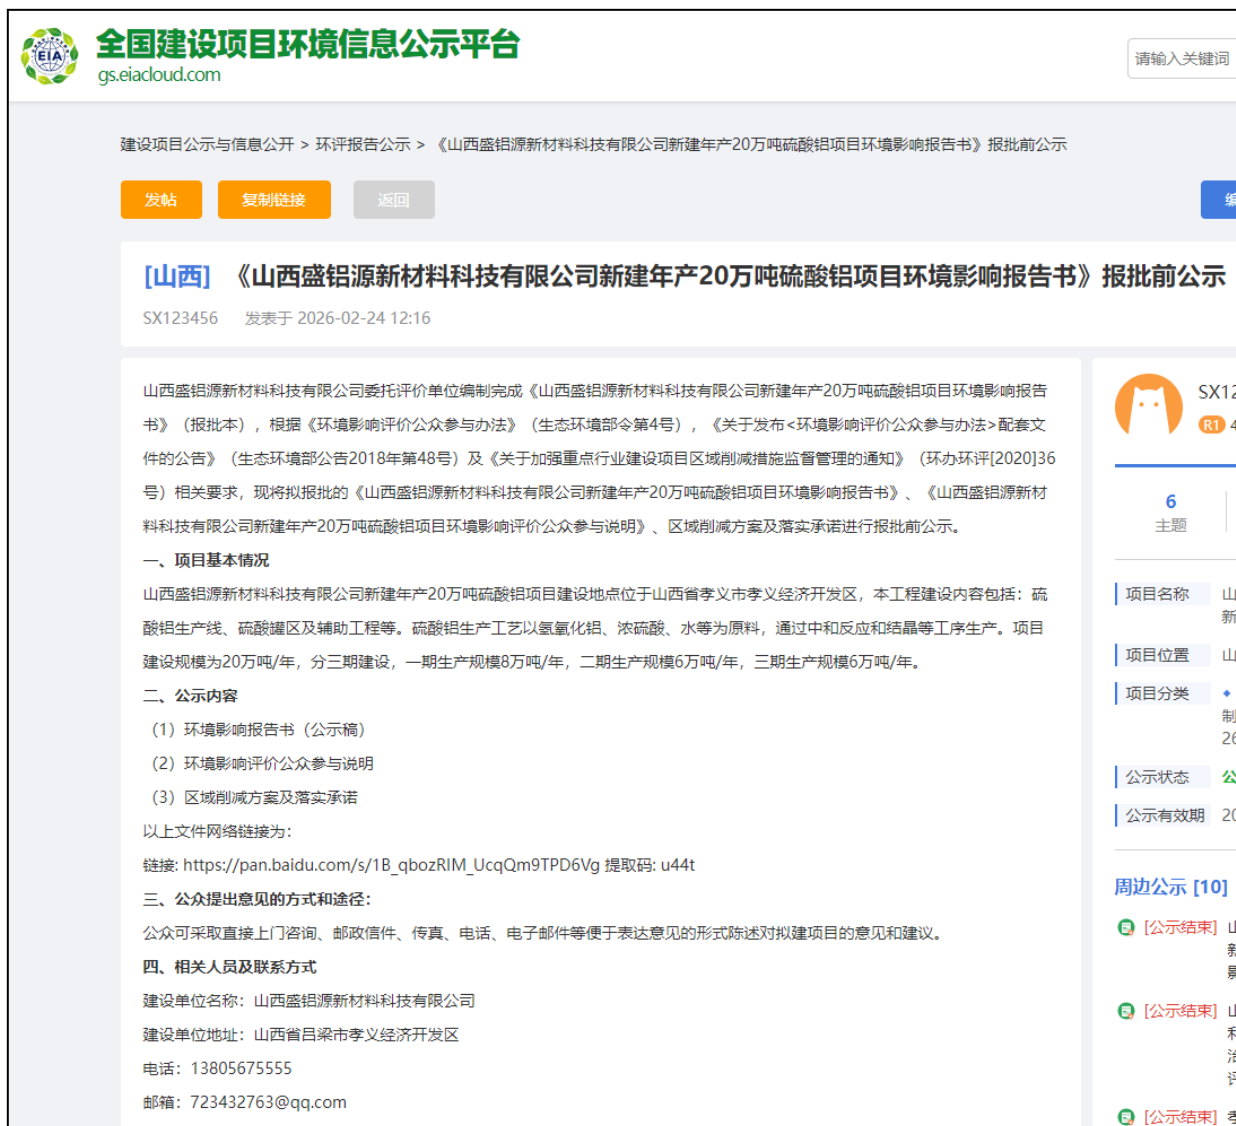 EIA
全国建设项目环境信息公示平台
gs.eiacloud.com
请输入关键词
建设项目公示与信息公开 > 环评报告公示 > 《山西盛铝源新材料科技有限公司新建年产20万吨硫酸铝项目环境影响报告书》报批前公示
发帖 复制链接 返回
[山西] 《山西盛铝源新材料科技有限公司新建年产20万吨硫酸铝项目环境影响报告书》报批前公示
SX123456 发表于 2026-02-24 12:16
山西盛铝源新材料科技有限公司委托评价单位编制完成《山西盛铝源新材料科技有限公司新建年产20万吨硫酸铝项目环境影响报告
书》（报批本），根据《环境影响评价公众参与办法》（生态环境部令第4号），《关于发布<环境影响评价公众参与办法>配套文
件的公告》（生态环境部公告2018年第48号）及《关于加强重点行业建设项目区域削减措施监督管理的通知》（环办环评[2020]36
号）相关要求，现将拟报批的《山西盛铝源新材料科技有限公司新建年产20万吨硫酸铝项目环境影响报告书》、《山西盛铝源新材
料科技有限公司新建年产20万吨硫酸铝项目环境影响评价公众参与说明》、区域削减方案及落实承诺进行报批前公示。
一、项目基本情况
山西盛铝源新材料科技有限公司新建年产20万吨硫酸铝项目建设地点位于山西省孝义市孝义经济开发区，本工程建设内容包括：硫
酸铝生产线、硫酸罐区及辅助工程等。硫酸铝生产工艺以氢氧化铝、浓硫酸、水等为原料，通过中和反应和结晶等工序生产。项目
建设规模为20万吨/年，分三期建设，一期生产规模8万吨/年，二期生产规模6万吨/年，三期生产规模6万吨/年。
二、公示内容
（1）环境影响报告书（公示稿）
（2）环境影响评价公众参与说明
（3）区域削减方案及落实承诺
以上文件网络链接为：
链接: https://pan.baidu.com/s/1B_qbozRIM_UcqQm9TPD6Vg 提取码: u44t
三、公众提出意见的方式和途径：
公众可采取直接上门咨询、邮政信件、传真、电话、电子邮件等便于表达意见的形式陈述对拟建项目的意见和建议。
四、相关人员及联系方式
建设单位名称：山西盛铝源新材料科技有限公司
建设单位地址：山西省吕梁市孝义经济开发区
电话：13805675555
邮箱：723432763@qq.com
SX12
R1 4
6
主题
项目名称 山
新
项目位置 山
项目分类
制
26
公示状态 公
公示有效期 20
周边公示 [10]
[公示结束] 山
新
影
[公示结束] 山
和
治
评
[公示结束] 孝